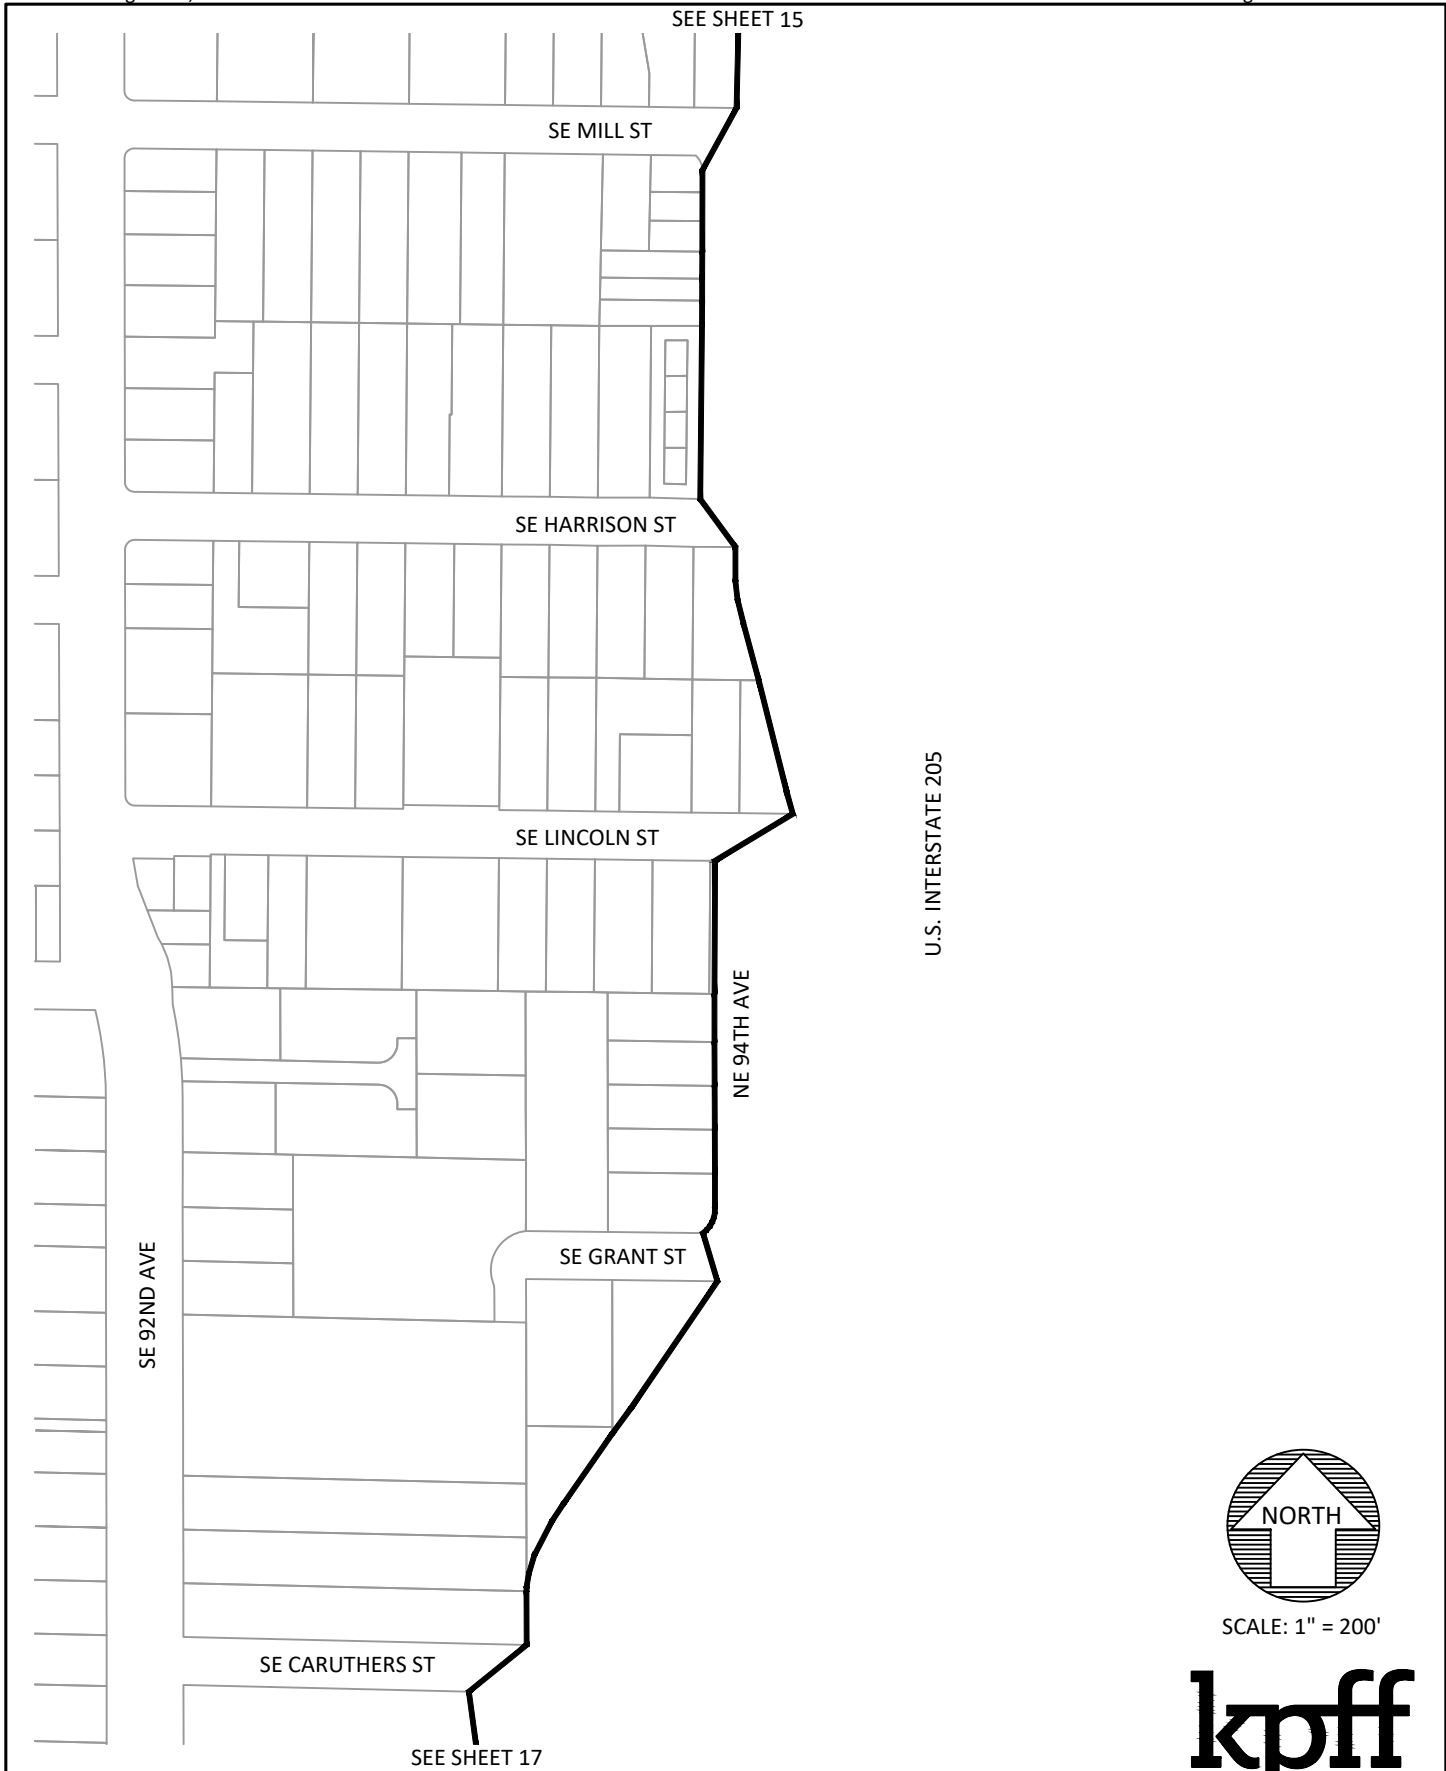 SEE SHEET 15
SE MILL ST
SE HARRISON ST
SE LINCOLN ST
U.S. INTERSTATE 205
NE 94TH AVE
SE GRANT ST
SE 92ND AVE
NORTH
SCALE: 1" = 200'
SE CARUTHERS ST
kpff
SEE SHEET 17